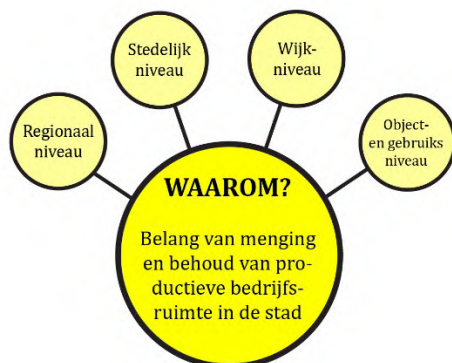 Stedelijk
niveau
Wijk-
niveau
Regionaal
niveau
Object-
en gebruiks
niveau
WAAROM?
Belang van menging
en behoud van pro-
ductieve bedrijfs-
ruimte in de stad